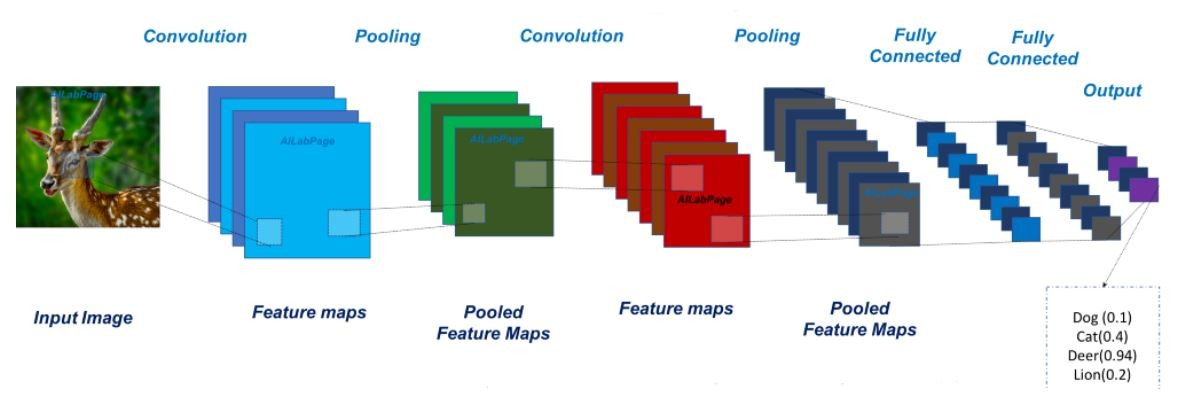 Convolution
Pooling
Convolution
Pooling
Fully
Connected
Fully
Connected
Output
AILabPage
AILabPage
AILabPage
AILabPage
AILabPage
Input Image
Feature maps
Pooled
Feature Maps
Feature maps
Pooled
Feature Maps
Dog (0.1)
Cat(0.4)
Deer(0.94)
Lion(0.2)